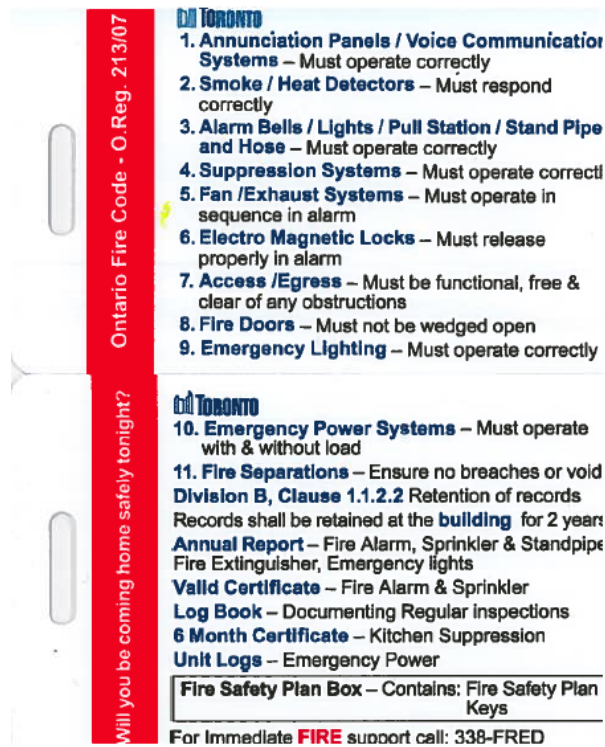 TORONTO
1. Annunciation Panels / Voice Communication
Systems – Must operate correctly
2. Smoke / Heat Detectors – Must respond
correctly
3. Alarm Bells / Lights / Pull Station / Stand Pipe
and Hose – Must operate correctly
4. Suppression Systems – Must operate correctl
5. Fan /Exhaust Systems – Must operate in
sequence in alarm
6. Electro Magnetic Locks – Must release
properly in alarm
7. Access /Egress – Must be functional, free &
clear of any obstructions
8. Fire Doors – Must not be wedged open
9. Emergency Lighting – Must operate correctly
Ontario Fire Code - O.Reg. 213/07
TORONTO
10. Emergency Power Systems – Must operate
with & without load
11. Fire Separations – Ensure no breaches or void
Division B, Clause 1.1.2.2 Retention of records
Records shall be retained at the building for 2 years
Annual Report – Fire Alarm, Sprinkler & Standpipe
Fire Extinguisher, Emergency lights
Valid Certificate – Fire Alarm & Sprinkler
Log Book – Documenting Regular inspections
6 Month Certificate – Kitchen Suppression
Unit Logs – Emergency Power
Fire Safety Plan Box – Contains: Fire Safety Plan
Keys
For Immediate FIRE support call: 338-FRED
Will you be coming home safely tonight?